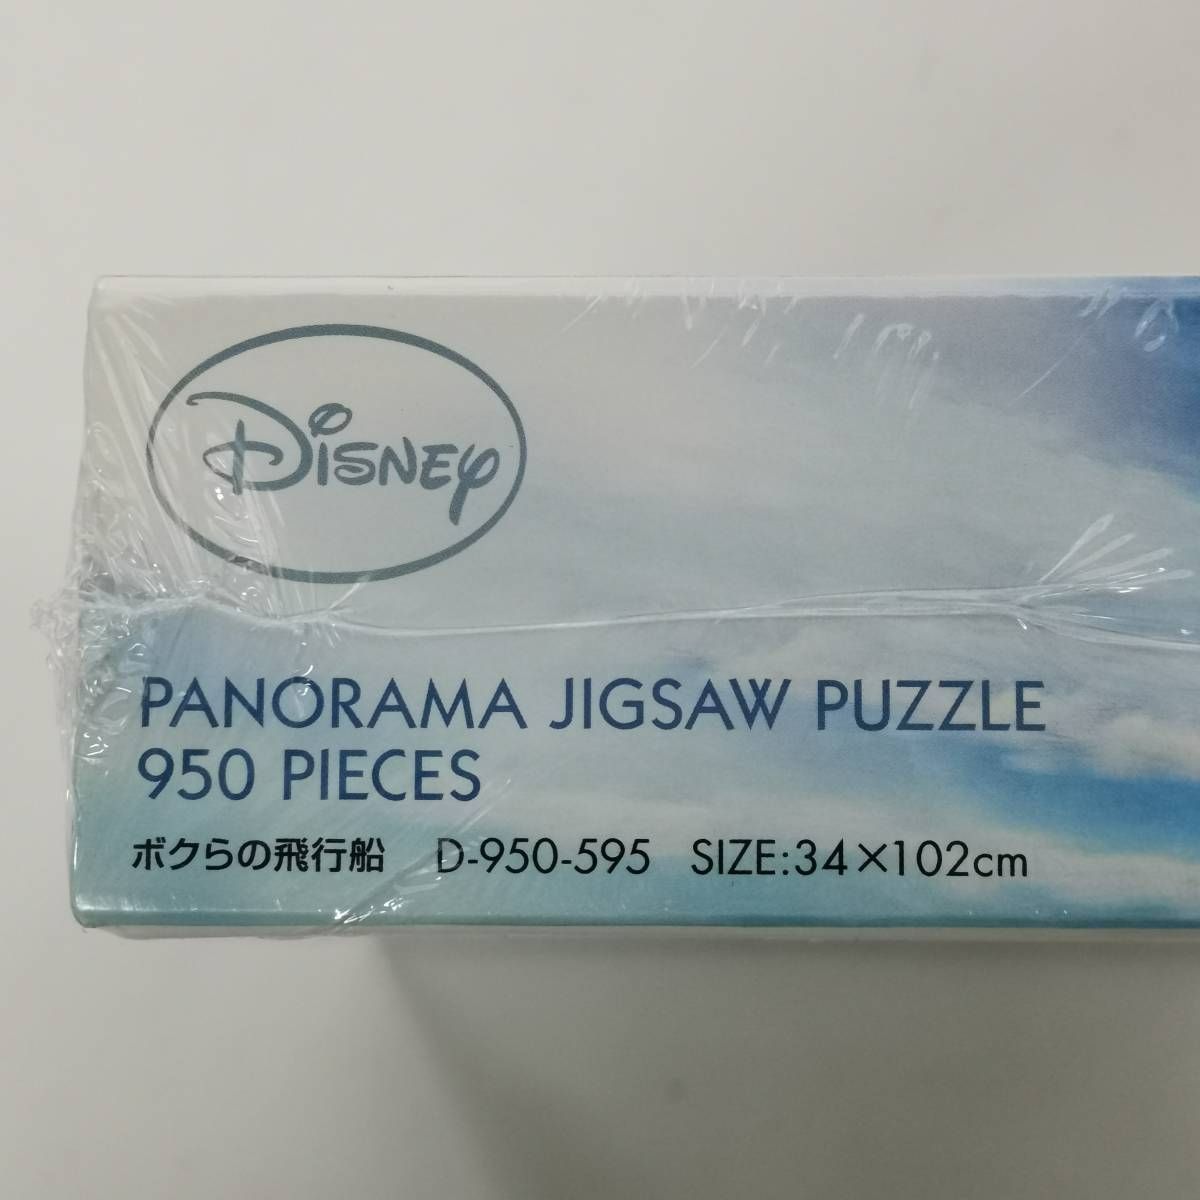 Disney
PANORAMA JIGSAW PUZZLE
950 PIECES
ボクらの飛行船 D-950-595 SIZE:34×102cm